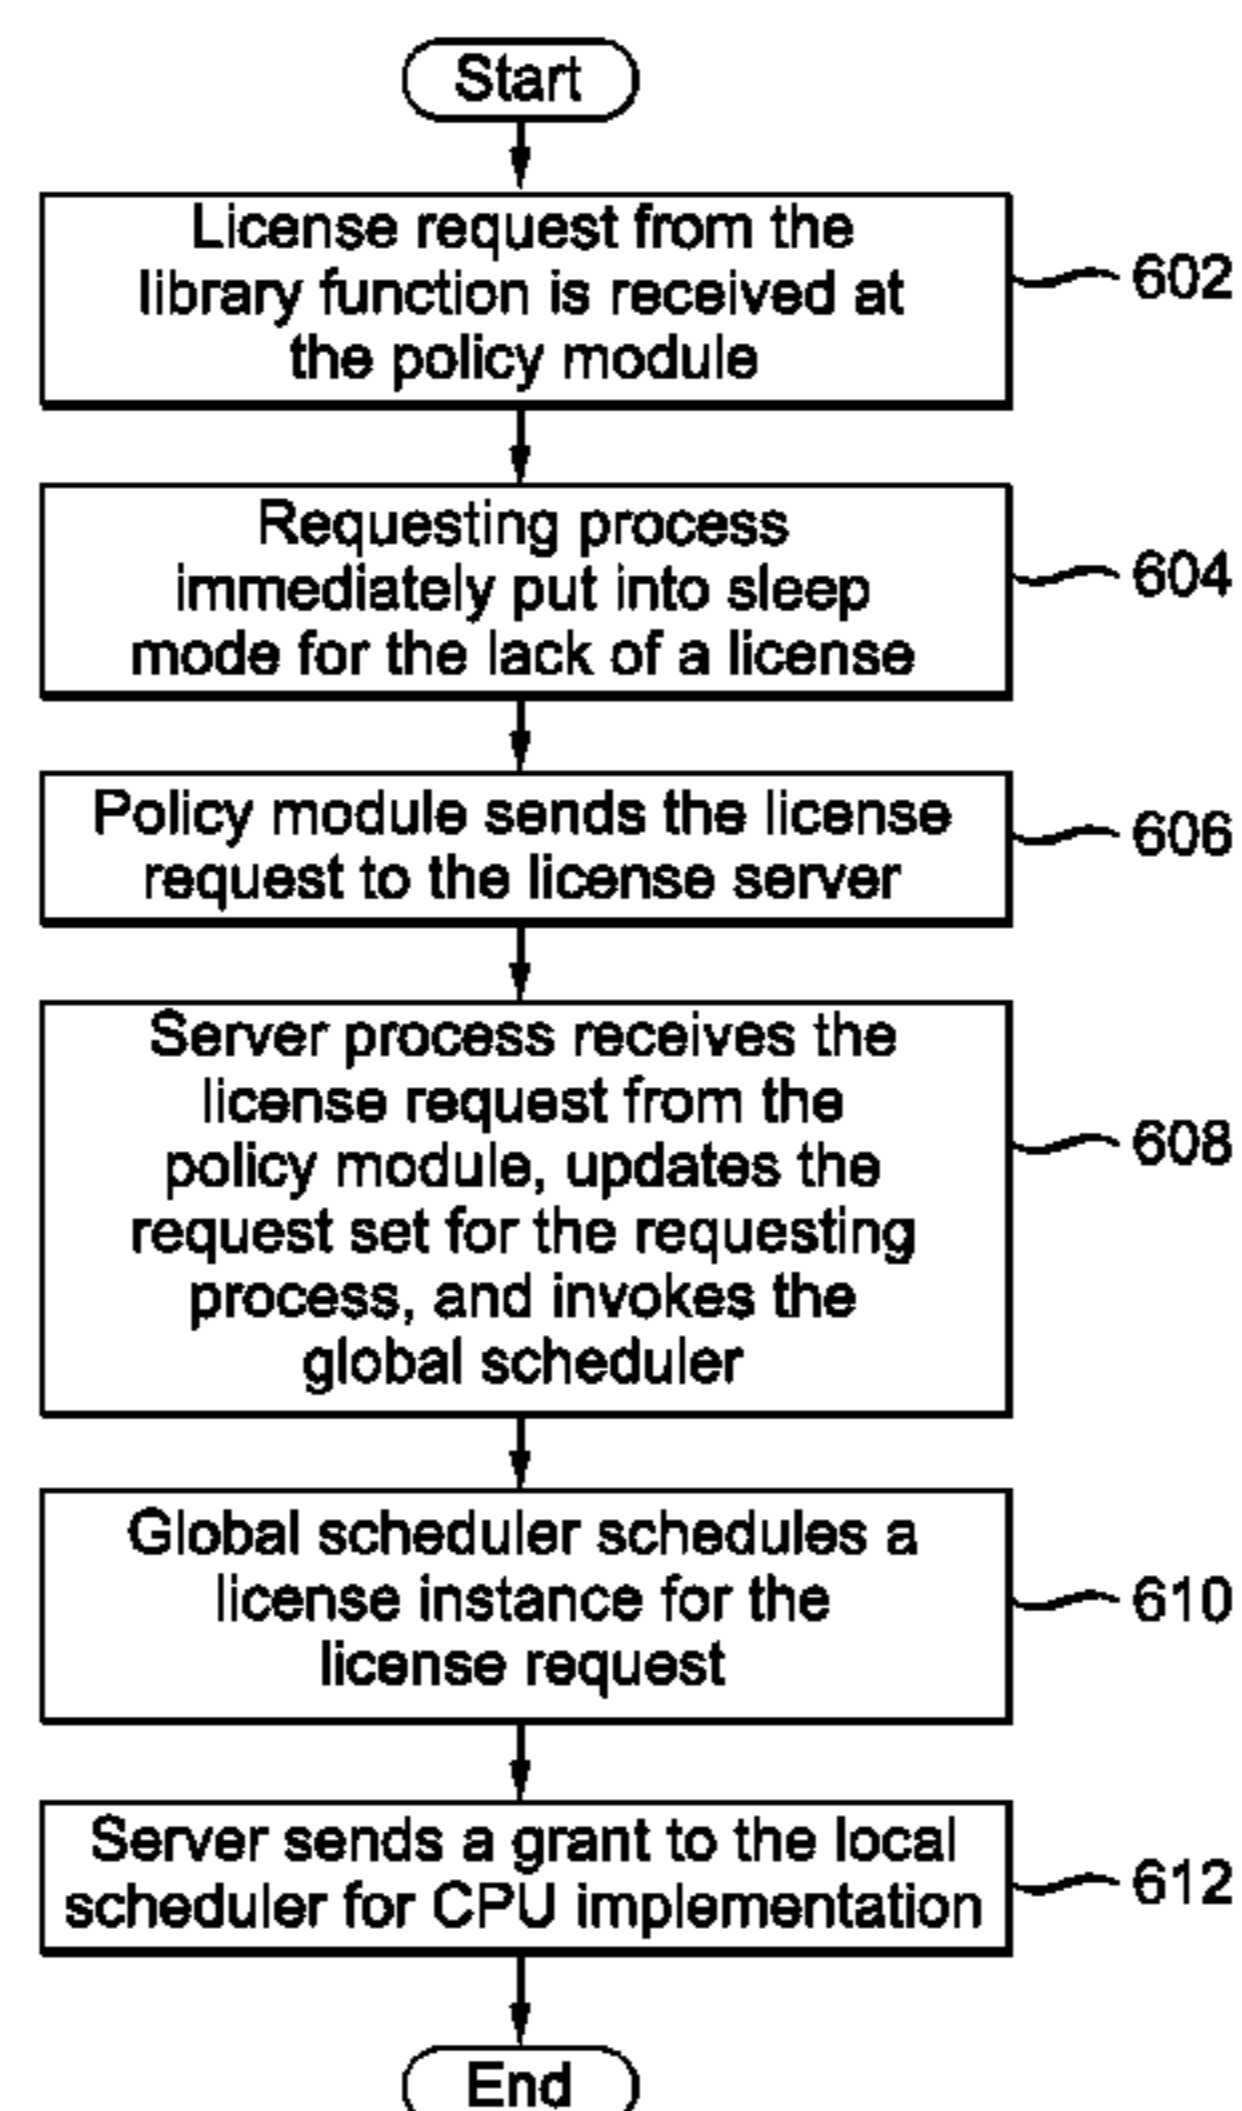 Start
License request from the
library function is received at
the policy module
602
Requesting process
immediately put into sleep
mode for the lack of a license
604
Policy module sends the license
request to the license server
606
Server process receives the
license request from the
policy module, updates the
request set for the requesting
process, and invokes the
global scheduler
608
Global scheduler schedules a
license instance for the
license request
610
Server sends a grant to the local
scheduler for CPU implementation
612
End